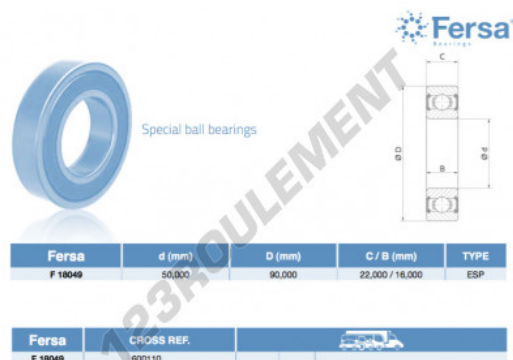 Fersa
Bearings
Special ball bearings
C
Ø D
Ø d
B
Fersa d (mm) D (mm) C / B (mm) TYPE
F 18049 50,000 90,000 22,000 / 16,000 ESP
Fersa CROSS REF.
F 18049 600110
123ROULEMENT